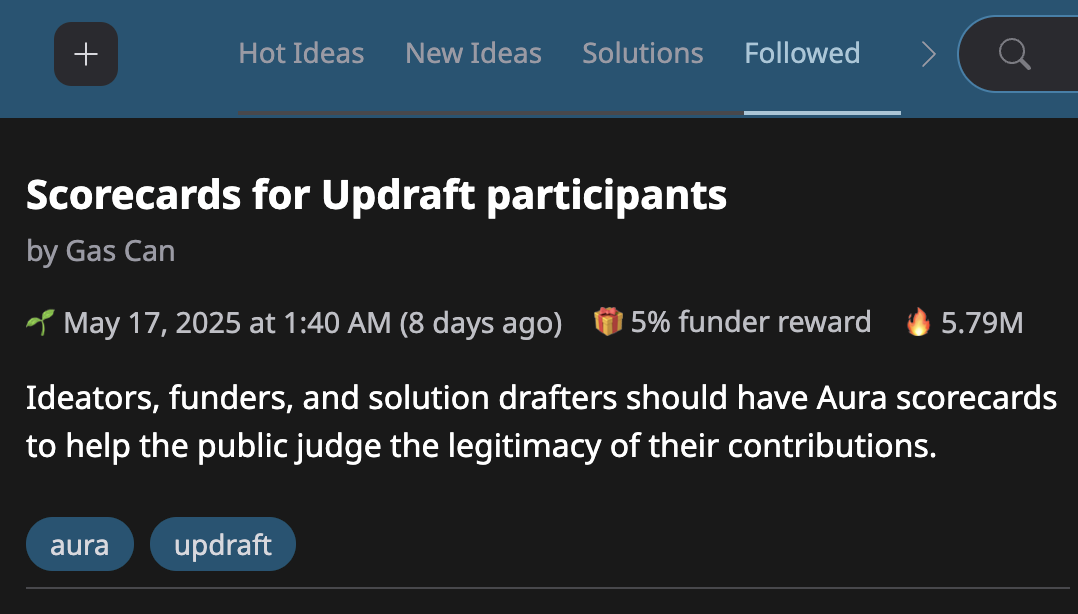 Hot Ideas New Ideas Solutions Followed
Scorecards for Updraft participants
by Gas Can
🌱 May 17, 2025 at 1:40 AM (8 days ago) 🎁 5% funder reward 🔥 5.79M
Ideators, funders, and solution drafters should have Aura scorecards
to help the public judge the legitimacy of their contributions.
aura updraft